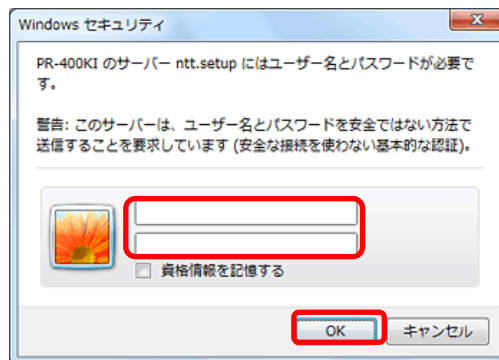 Windows セキュリティ
PR-400KI のサーバー ntt.setup にはユーザー名とパスワードが必要で
す。
警告: このサーバーは、ユーザー名とパスワードを安全ではない方法で
送信することを要求しています (安全な接続を使わない基本的な認証)。
資格情報を記憶する
OK
キャンセル